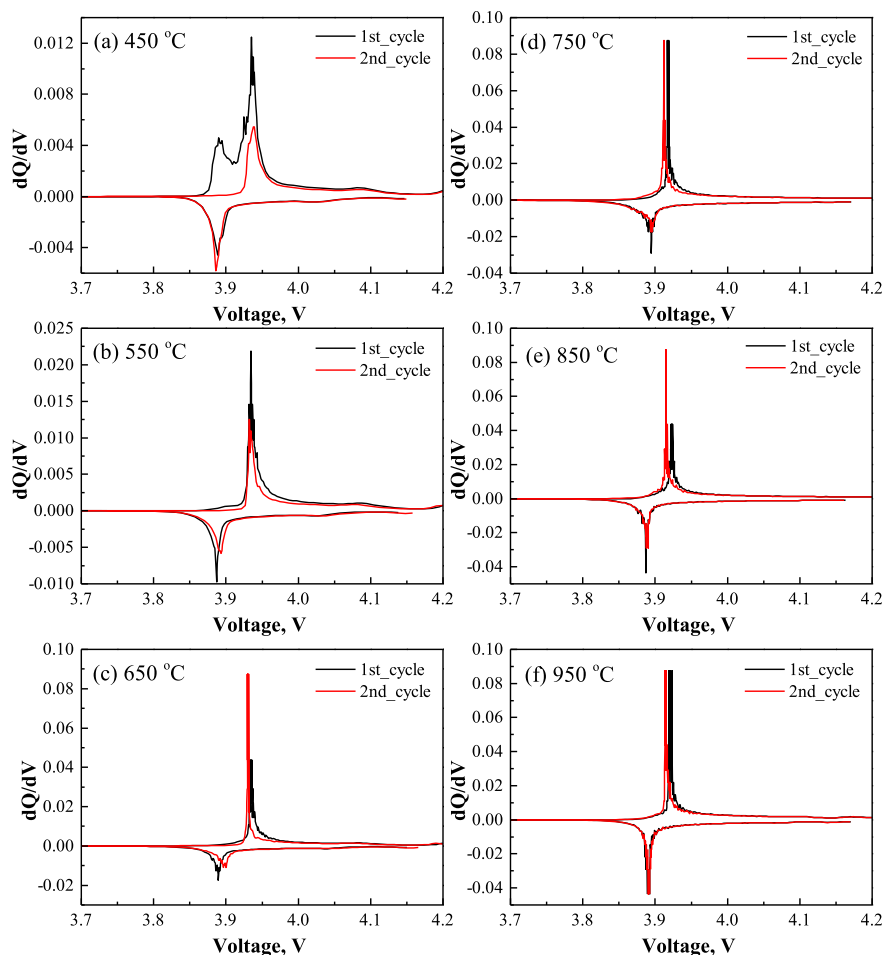 (a) 450 °C
1st_cycle
2nd_cycle
0.012
0.008
0.004
0.000
-0.004
dQ/dV
3.7 3.8 3.9 4.0 4.1 4.2
Voltage, V
(b) 550 °C
1st_cycle
2nd_cycle
0.025
0.020
0.015
0.010
0.005
0.000
-0.005
-0.010
dQ/dV
3.7 3.8 3.9 4.0 4.1 4.2
Voltage, V
(c) 650 °C
1st_cycle
2nd_cycle
0.10
0.08
0.06
0.04
0.02
0.00
-0.02
dQ/dV
3.7 3.8 3.9 4.0 4.1 4.2
Voltage, V
(d) 750 °C
1st_cycle
2nd_cycle
0.10
0.08
0.06
0.04
0.02
0.00
-0.02
-0.04
dQ/dV
3.7 3.8 3.9 4.0 4.1 4.2
Voltage, V
(e) 850 °C
1st_cycle
2nd_cycle
0.10
0.08
0.06
0.04
0.02
0.00
-0.02
-0.04
dQ/dV
3.7 3.8 3.9 4.0 4.1 4.2
Voltage, V
(f) 950 °C
1st_cycle
2nd_cycle
0.10
0.08
0.06
0.04
0.02
0.00
-0.02
-0.04
dQ/dV
3.7 3.8 3.9 4.0 4.1 4.2
Voltage, V